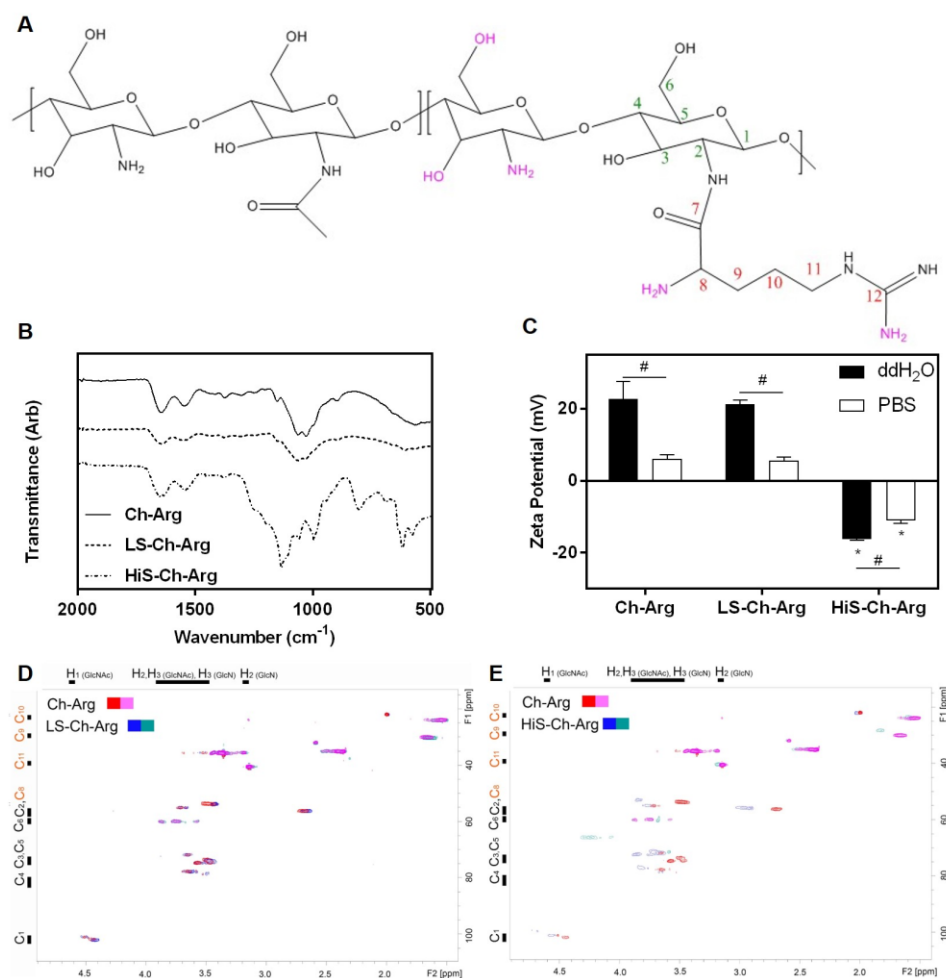 A
OH
OH
OH
OH
6
O
O
O
4
5
O
O
O
O
1
O
HO
HO
HO
HO
3
2
NH₂
NH
NH₂
NH
O
O
7
H₂N
8
9
10
11
H
N
12
NH
NH₂
B
Transmittance (Arb)
Ch-Arg
LS-Ch-Arg
HiS-Ch-Arg
2000
1500
1000
500
Wavenumber (cm⁻¹)
C
Zeta Potential (mV)
20
0
-20
#
#
#
*
*
ddH₂O
PBS
Ch-Arg
LS-Ch-Arg
HiS-Ch-Arg
D
H₁ (GlcNAc)
H₂,H₃ (GlcNAc), H₃ (GlcN)
H₂ (GlcN)
Ch-Arg
LS-Ch-Arg
C₁₀
C₉
C₁₁
C₂,C₈
C₆
C₃,C₅
C₄
C₁
F1 [ppm]
40
60
80
100
4.5
4.0
3.5
3.0
2.5
2.0
F2 [ppm]
E
H₁ (GlcNAc)
H₂,H₃ (GlcNAc), H₃ (GlcN)
H₂ (GlcN)
Ch-Arg
HiS-Ch-Arg
C₁₀
C₉
C₁₁
C₂,C₈
C₆
C₃,C₅
C₄
C₁
F1 [ppm]
40
60
80
100
4.5
4.0
3.5
3.0
2.5
2.0
F2 [ppm]